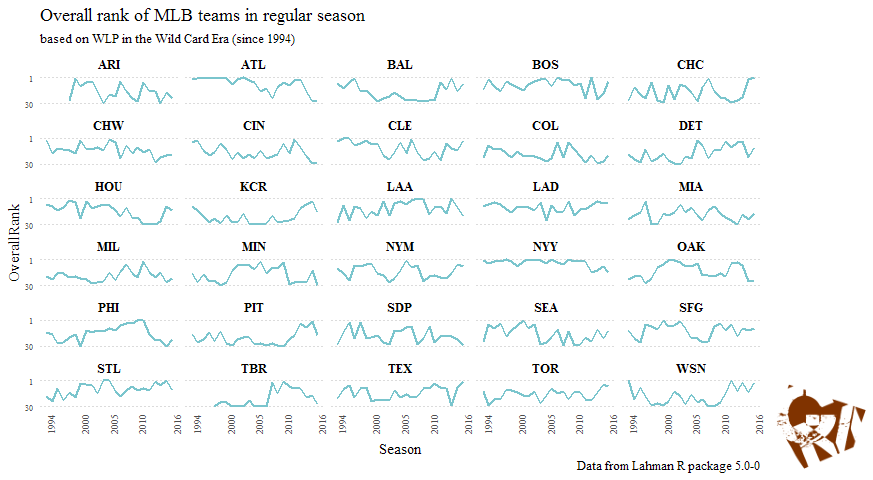 Overall rank of MLB teams in regular season
based on WLP in the Wild Card Era (since 1994)
ARI ATL BAL BOS CHC
1
30
CHW CIN CLE COL DET
1
30
HOU KCR LAA LAD MIA
1
30
MIL MIN NYM NYY OAK
1
30
PHI PIT SDP SEA SFG
1
30
STL TBR TEX TOR WSN
1
30
OverallRank
1994 2000 2005 2010 2016 1994 2000 2005 2010 2016 1994 2000 2005 2010 2016 1994 2000 2005 2010 2016 1994 2000 2005 2010 2016
Season
Data from Lahman R package 5.0-0